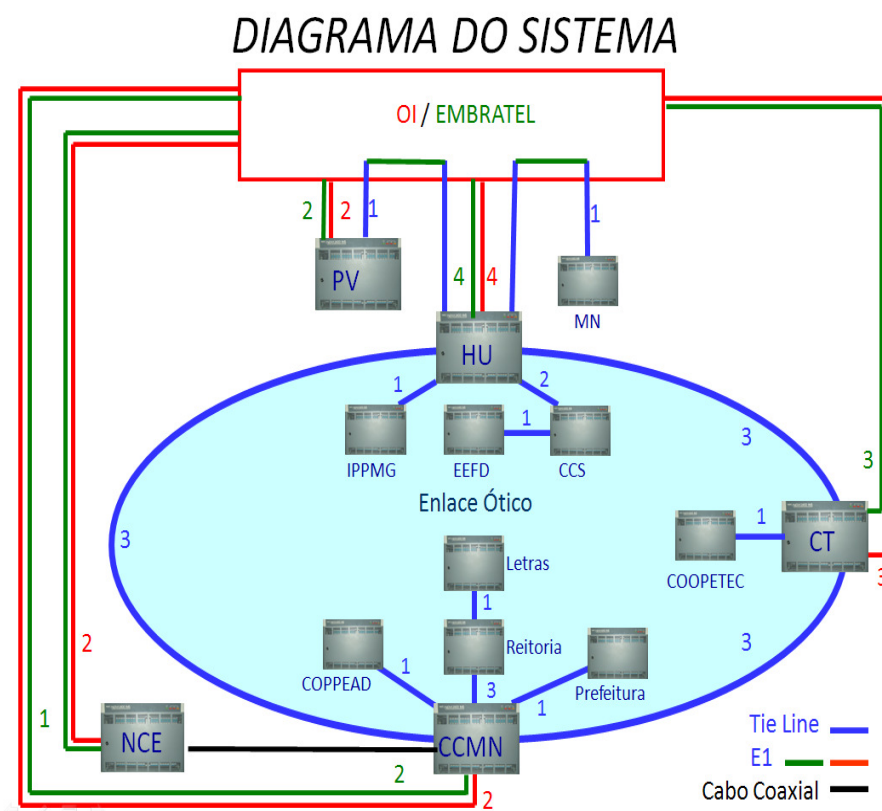 DIAGRAMA DO SISTEMA
OI / EMBRATEL
2
2
1
1
PV
4
4
MN
HU
1
2
1
IPPMG
EEFD
CCS
3
3
Enlace Ótico
3
1
CT
COOPETEC
3
Letras
1
2
Reitoria
3
COPPEAD
1
3
1
Prefeitura
1
NCE
CCMN
2
2
Tie Line
E1
Cabo Coaxial